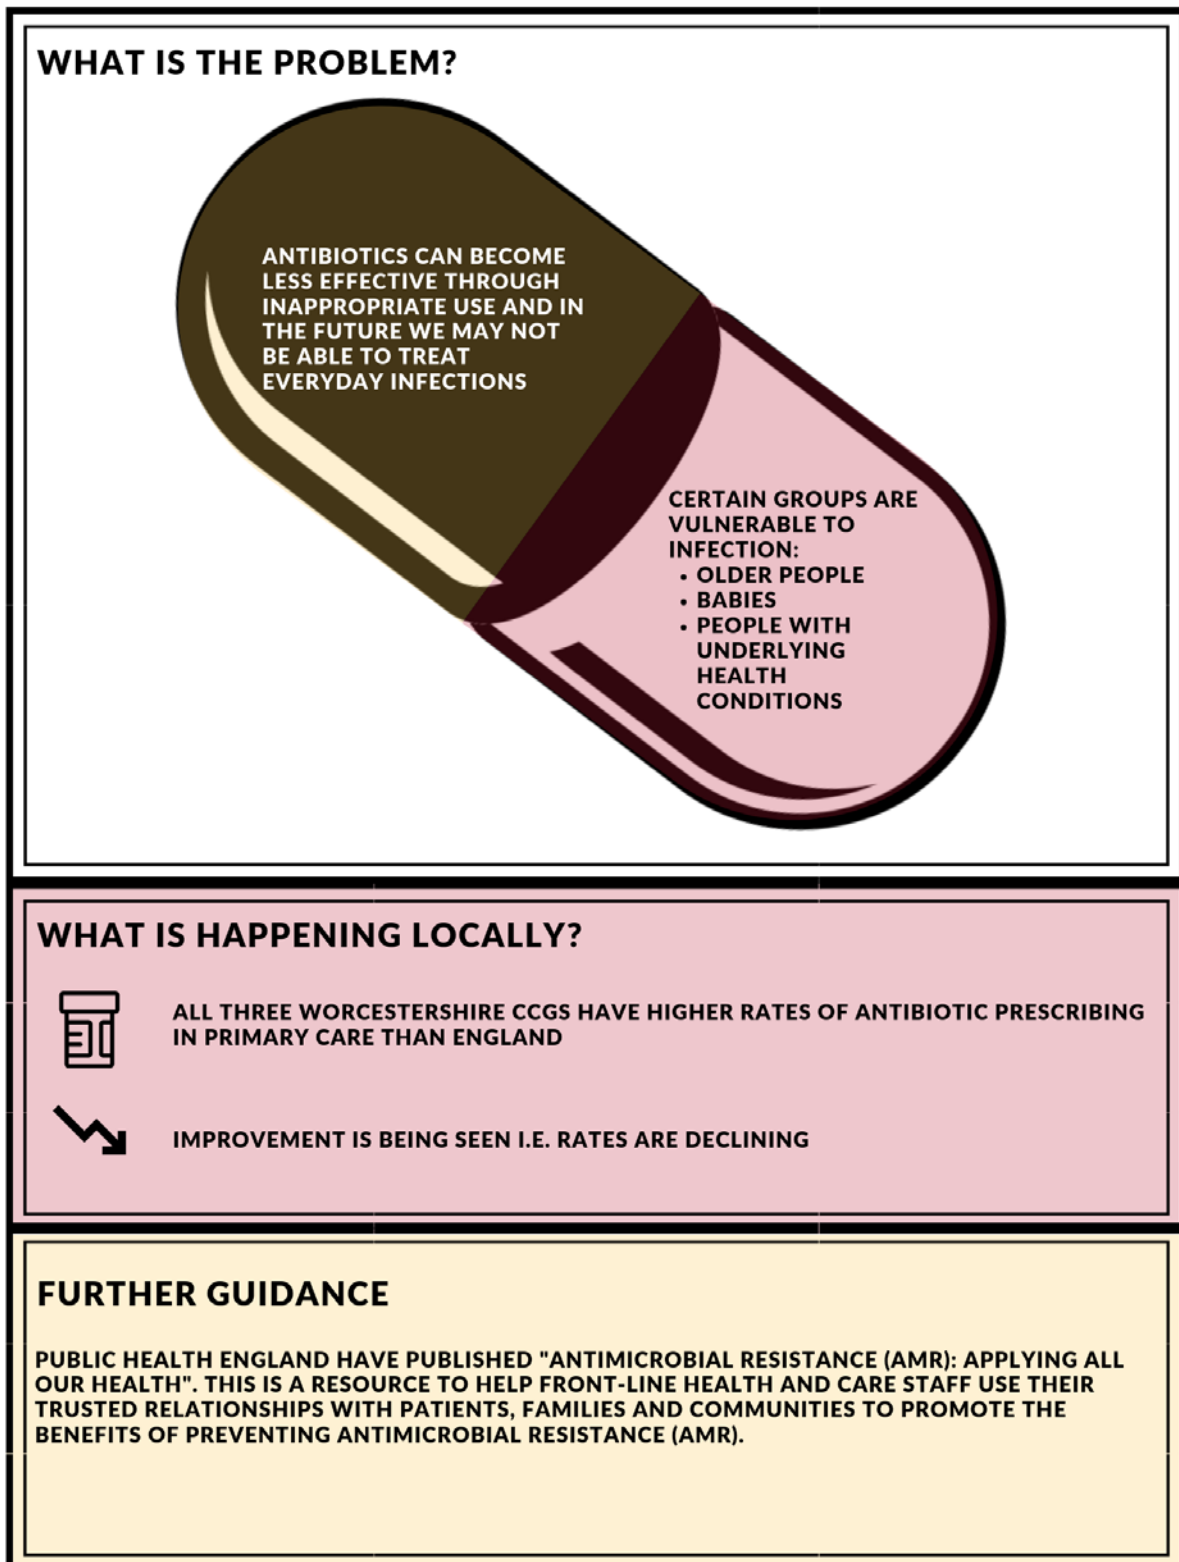 WHAT IS THE PROBLEM?
ANTIBIOTICS CAN BECOME
LESS EFFECTIVE THROUGH
INAPPROPRIATE USE AND IN
THE FUTURE WE MAY NOT
BE ABLE TO TREAT
EVERYDAY INFECTIONS
CERTAIN GROUPS ARE
VULNERABLE TO
INFECTION:
• OLDER PEOPLE
• BABIES
• PEOPLE WITH
UNDERLYING
HEALTH
CONDITIONS
WHAT IS HAPPENING LOCALLY?
ALL THREE WORCESTERSHIRE CCGS HAVE HIGHER RATES OF ANTIBIOTIC PRESCRIBING
IN PRIMARY CARE THAN ENGLAND
IMPROVEMENT IS BEING SEEN I.E. RATES ARE DECLINING
FURTHER GUIDANCE
PUBLIC HEALTH ENGLAND HAVE PUBLISHED "ANTIMICROBIAL RESISTANCE (AMR): APPLYING ALL
OUR HEALTH". THIS IS A RESOURCE TO HELP FRONT-LINE HEALTH AND CARE STAFF USE THEIR
TRUSTED RELATIONSHIPS WITH PATIENTS, FAMILIES AND COMMUNITIES TO PROMOTE THE
BENEFITS OF PREVENTING ANTIMICROBIAL RESISTANCE (AMR).